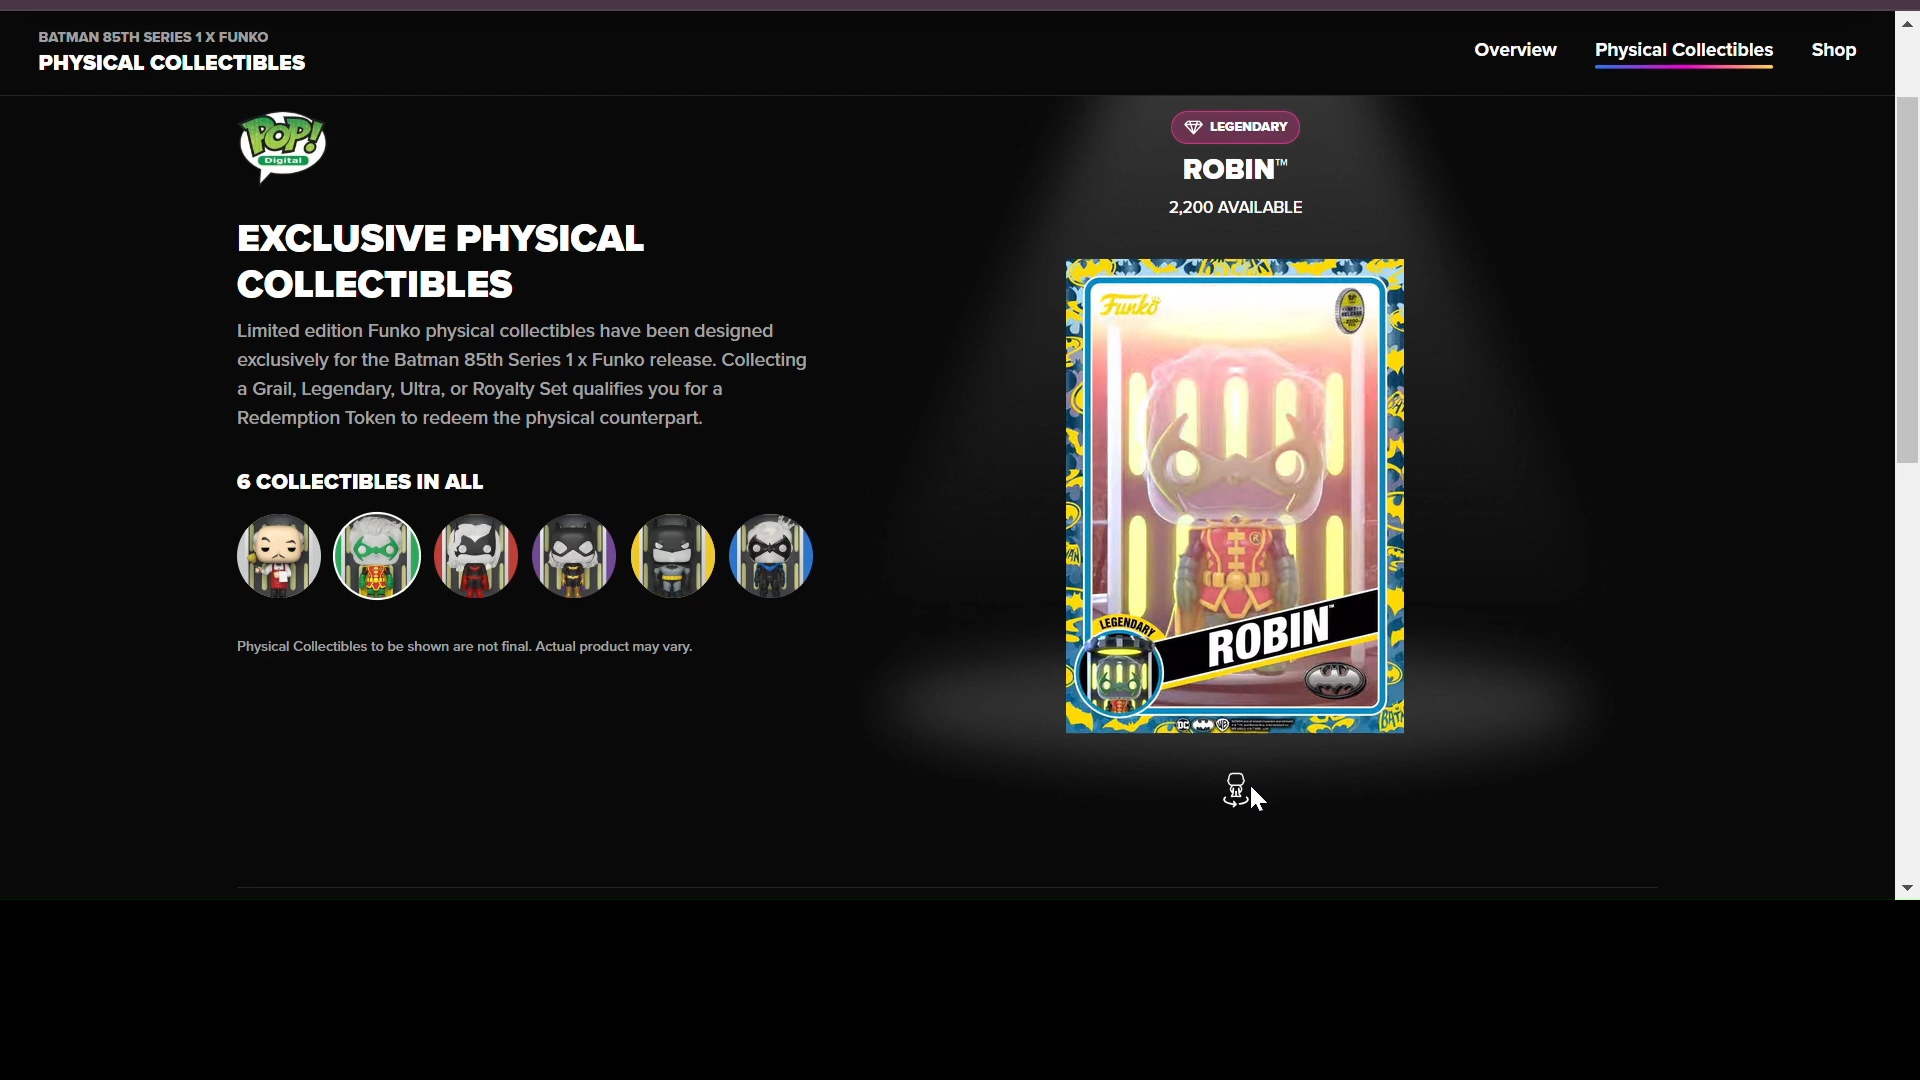 BATMAN 85TH SERIES 1 X FUNKO
PHYSICAL COLLECTIBLES
Overview
Physical Collectibles
Shop
POP!
Digital
EXCLUSIVE PHYSICAL
COLLECTIBLES
Limited edition Funko physical collectibles have been designed
exclusively for the Batman 85th Series 1 x Funko release. Collecting
a Grail, Legendary, Ultra, or Royalty Set qualifies you for a
Redemption Token to redeem the physical counterpart.
6 COLLECTIBLES IN ALL
Physical Collectibles to be shown are not final. Actual product may vary.
LEGENDARY
ROBIN™
2,200 AVAILABLE
Funko
R
LEGENDARY
ROBIN™
DC
WB